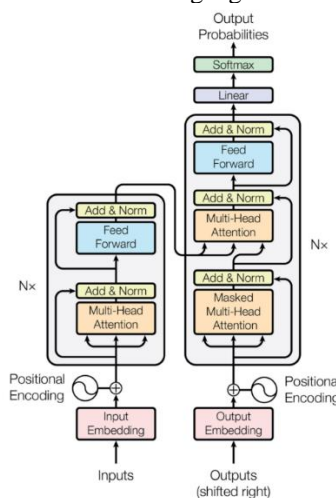 Output
Probabilities
Softmax
Linear
Add & Norm
Feed
Forward
Add & Norm
Multi-Head
Attention
Add & Norm
Masked
Multi-Head
Attention
N×
Add & Norm
Feed
Forward
Add & Norm
Multi-Head
Attention
N×
Positional
Encoding
Positional
Encoding
Input
Embedding
Output
Embedding
Inputs
Outputs
(shifted right)